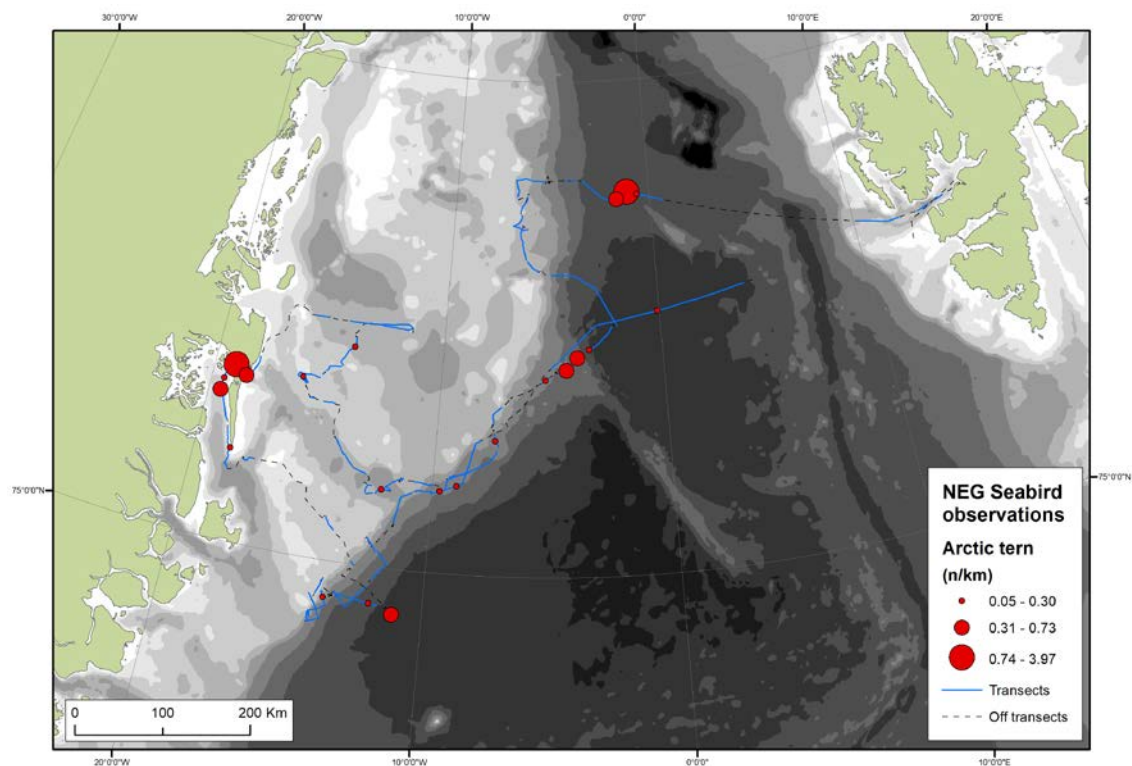 30°0'0"W 20°0'0"W 10°0'0"W 0°0'0" 10°0'0"E 20°0'0"E
75°0'0"N 75°0'0"N
NEG Seabird
observations
Arctic tern
(n/km)
0.05 - 0.30
0.31 - 0.73
0.74 - 3.97
Transects
Off transects
0 100 200 Km
20°0'0"W 10°0'0"W 0°0'0" 10°0'0"E